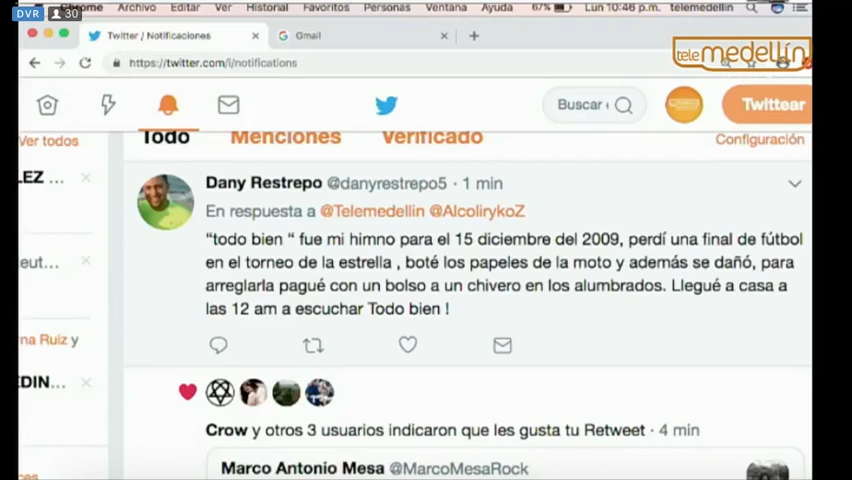 DVR 30
Chrome Archivo Editar Ver Historial Favoritos Personas Ventana Ayuda 67% Lun 10:46 p. m. telemedellin
Twitter / Notificaciones × Gmail × +
tele medellín
https://twitter.com/i/notifications
Buscar
Twittear
Ver todos
Todo Menciones Verificado
Configuración
LEZ ...
Dany Restrepo @danyrestrepo5 · 1 min
En respuesta a @Telemedellin @AlcolirykoZ
“todo bien “ fue mi himno para el 15 diciembre del 2009, perdí una final de fútbol
en el torneo de la estrella , boté los papeles de la moto y además se dañó, para
arreglarla pagué con un bolso a un chivero en los alumbrados. Llegué a casa a
las 12 am a escuchar Todo bien !
eut...
na Ruiz y
DIN...
Crow y otros 3 usuarios indicaron que les gusta tu Retweet · 4 min
Marco Antonio Mesa @MarcoMesaRock